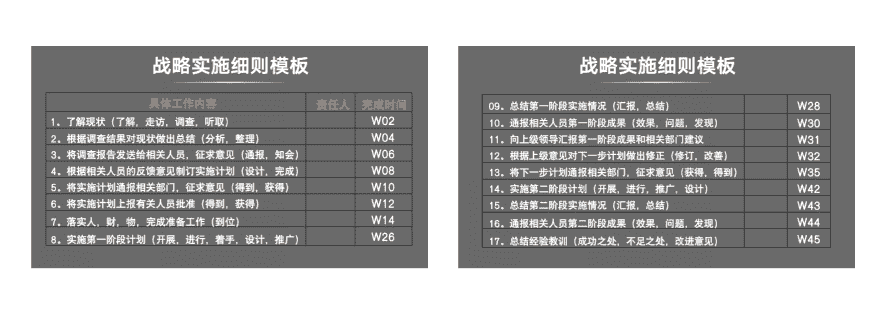 战略实施细则模板
具体工作内容 责任人 完成时间
1、了解现状（了解，走访，调查，听取） W02
2、根据调查结果对现状做出总结（分析，整理） W04
3、将调查报告发送给相关人员、征求意见（通报，知会） W06
4、根据相关人员的反馈意见制订实施计划（设计，完成） W08
5、将实施计划通报相关部门，征求意见（得到，获得） W10
6、将实施计划上报有关人员批准（得到，获得） W12
7、落实人，财，物，完成准备工作（到位） W14
8、实施第一阶段计划（开展，进行，着手，设计，推广） W26
战略实施细则模板
09、总结第一阶段实施情况（汇报，总结） W28
10、通报相关人员第一阶段成果（效果，问题，发现） W30
11、向上级领导汇报第一阶段成果和相关部门建议 W31
12、根据上级意见对下一步计划做出修正（修订，改善） W32
13、将下一步计划通报相关部门，征求意见（获得，得到） W35
14、实施第二阶段计划（开展，进行，推广，设计） W42
15、总结第二阶段实施情况（汇报，总结） W43
16、通报相关人员第二阶段成果（效果，问题，发现） W44
17、总结经验教训（成功之处，不足之处，改进意见） W45